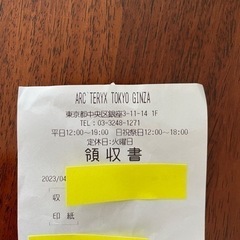 ARC'TERYX TOKYO GINZA
東京都中央区銀座3-11-14 1F
TEL：03-3248-1271
平日12:00～19:00 日祝祭日12:00～18:00
定休日:火曜日
領収書
2023/04
収
印紙